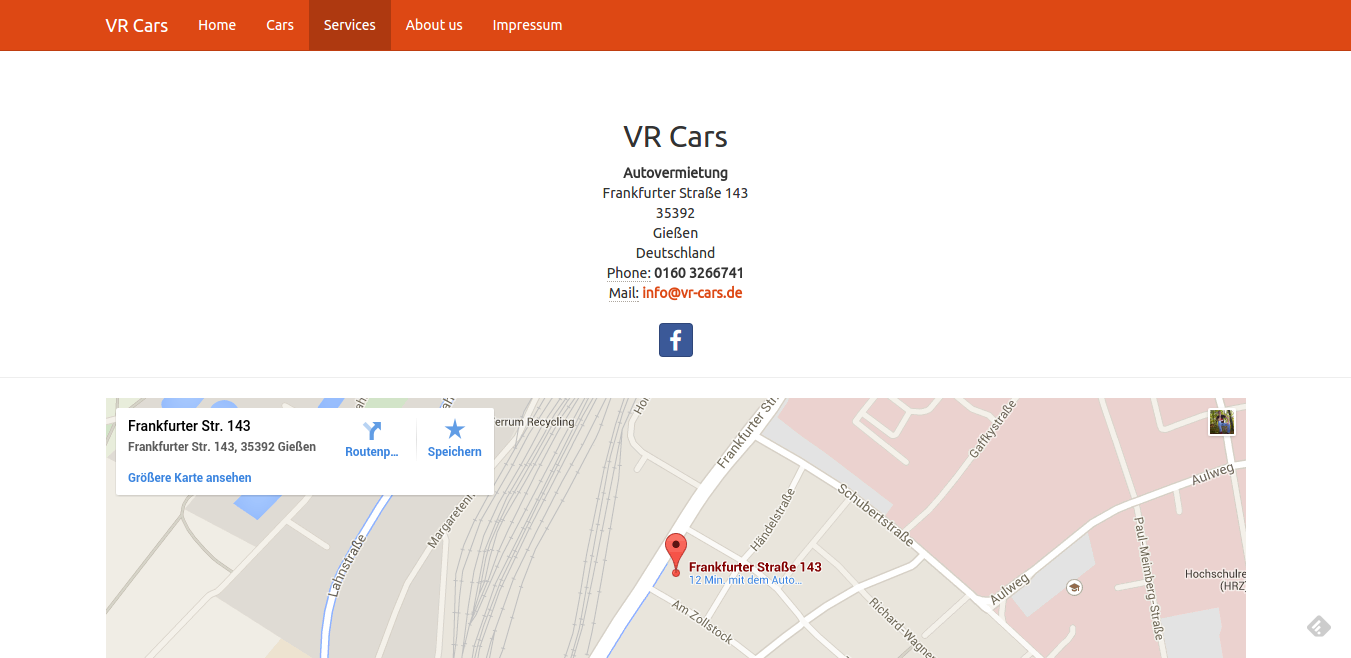 VR Cars Home Cars Services About us Impressum
VR Cars
Autovermietung
Frankfurter Straße 143
35392
Gießen
Deutschland
Phone: 0160 3266741
Mail: info@vr-cars.de
Frankfurter Str. 143
Frankfurter Str. 143, 35392 Gießen
Routenp...
Speichern
Größere Karte ansehen
errum Recycling
Frankfurter Str.
Gaffkystraße
Aulweg
Schubertstraße
Händelstraße
Margareten
Lahnstraße
Paul-Meimberg-Straße
Frankfurter Straße 143
12 Min. mit dem Auto...
Hochschulre
(HRZ)
Aulweg
Am Zollstock
Richard-Wagner